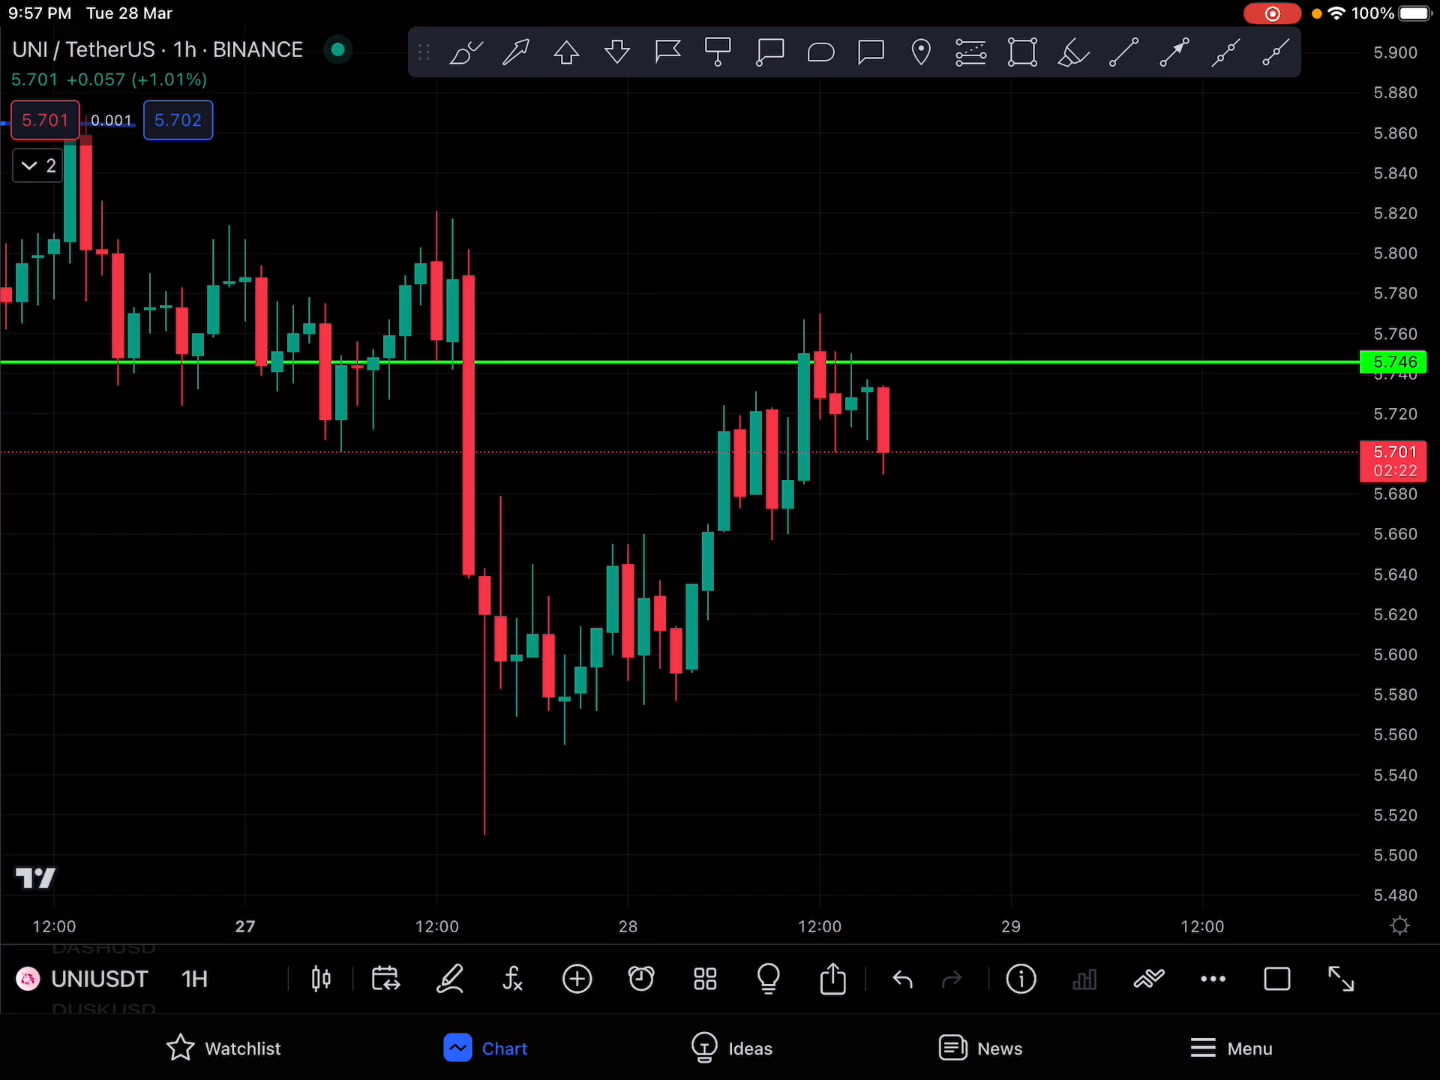 9:57 PM Tue 28 Mar 100%
UNI / TetherUS · 1h · BINANCE
5.701 +0.057 (+1.01%)
5.701 0.001 5.702
2
5.900
5.880
5.860
5.840
5.820
5.800
5.780
5.760
5.746
5.740
5.720
5.701
02:22
5.680
5.660
5.640
5.620
5.600
5.580
5.560
5.540
5.520
5.500
5.480
12:00 27 12:00 28 12:00 29 12:00
DASHUSD
UNIUSDT 1H
DUSKUSD
Watchlist Chart Ideas News Menu